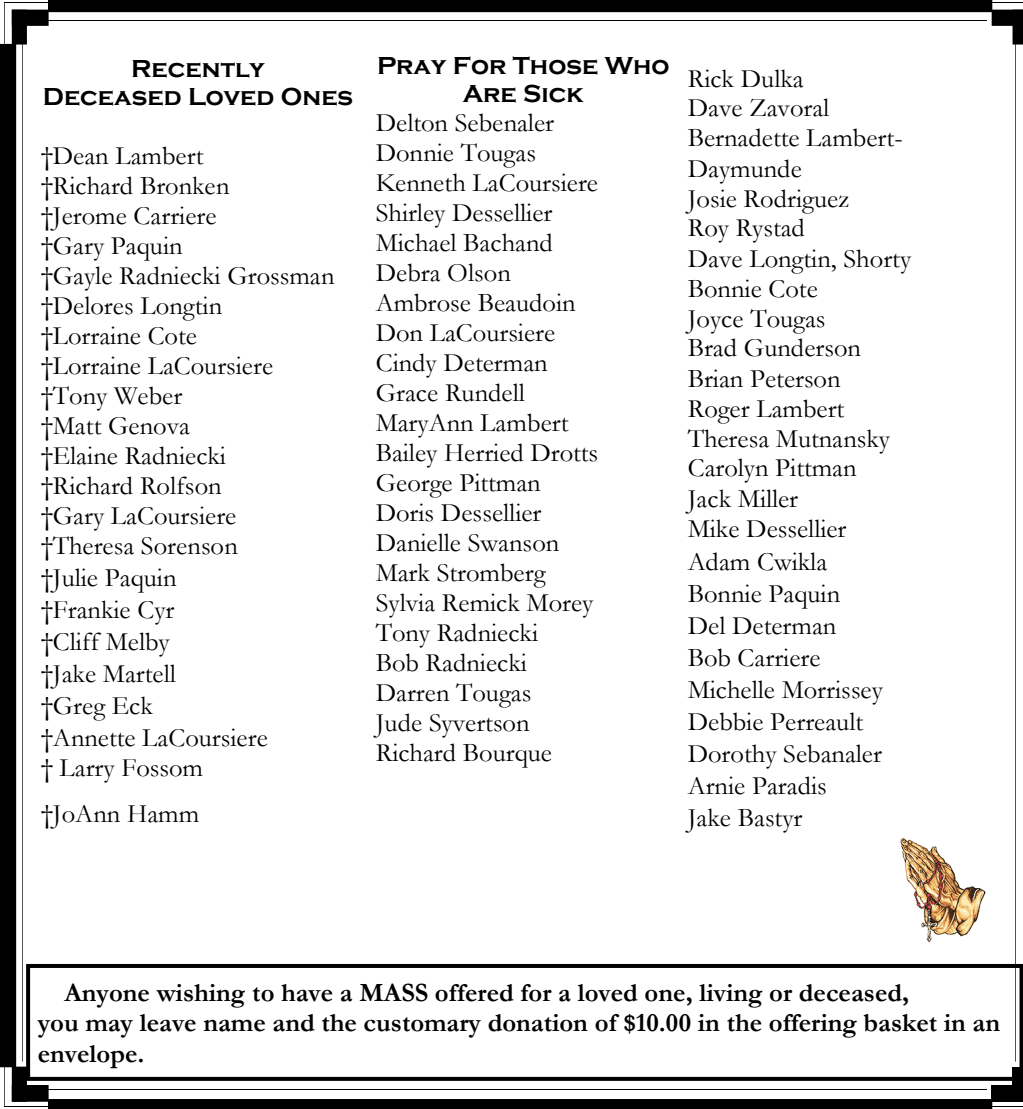 RECENTLY
DECEASED LOVED ONES
†Dean Lambert
†Richard Bronken
†Jerome Carriere
†Gary Paquin
†Gayle Radniecki Grossman
†Delores Longtin
†Lorraine Cote
†Lorraine LaCoursiere
†Tony Weber
†Matt Genova
†Elaine Radniecki
†Richard Rolfson
†Gary LaCoursiere
†Theresa Sorenson
†Julie Paquin
†Frankie Cyr
†Cliff Melby
†Jake Martell
†Greg Eck
†Annette LaCoursiere
† Larry Fossom
†JoAnn Hamm
PRAY FOR THOSE WHO
ARE SICK
Delton Sebenaler
Donnie Tougas
Kenneth LaCoursiere
Shirley Dessellier
Michael Bachand
Debra Olson
Ambrose Beaudoin
Don LaCoursiere
Cindy Determan
Grace Rundell
MaryAnn Lambert
Bailey Herried Drotts
George Pittman
Doris Dessellier
Danielle Swanson
Mark Stromberg
Sylvia Remick Morey
Tony Radniecki
Bob Radniecki
Darren Tougas
Jude Syvertson
Richard Bourque
Rick Dulka
Dave Zavoral
Bernadette Lambert-
Daymunde
Josie Rodriguez
Roy Rystad
Dave Longtin, Shorty
Bonnie Cote
Joyce Tougas
Brad Gunderson
Brian Peterson
Roger Lambert
Theresa Mutnansky
Carolyn Pittman
Jack Miller
Mike Dessellier
Adam Cwikla
Bonnie Paquin
Del Determan
Bob Carriere
Michelle Morrissey
Debbie Perreault
Dorothy Sebanaler
Arnie Paradis
Jake Bastyr
Anyone wishing to have a MASS offered for a loved one, living or deceased,
you may leave name and the customary donation of $10.00 in the offering basket in an
envelope.